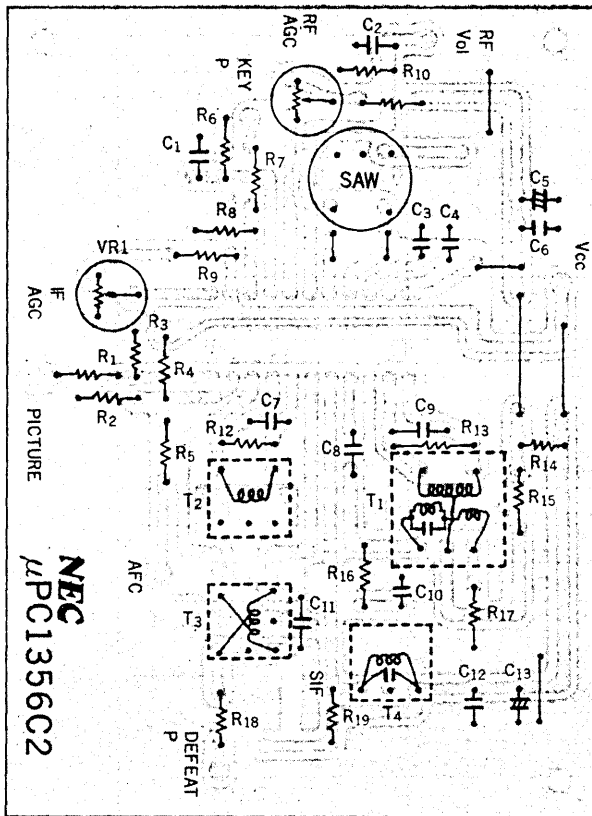 C2
RF AGC
RF Vol
R10
KEY P
R6
C1
R7
SAW
C5
R8
C3
C4
C6
VCC
R9
VR1
IF AGC
R3
R1
R4
R2
C7
C9
PICTURE
R12
R13
C8
R5
R14
T2
T1
R15
AFC
R16
C10
T3
C11
R17
SIF
C12
C13
R18
R19
T4
DEFEAT P
NEC
μPC1356C2